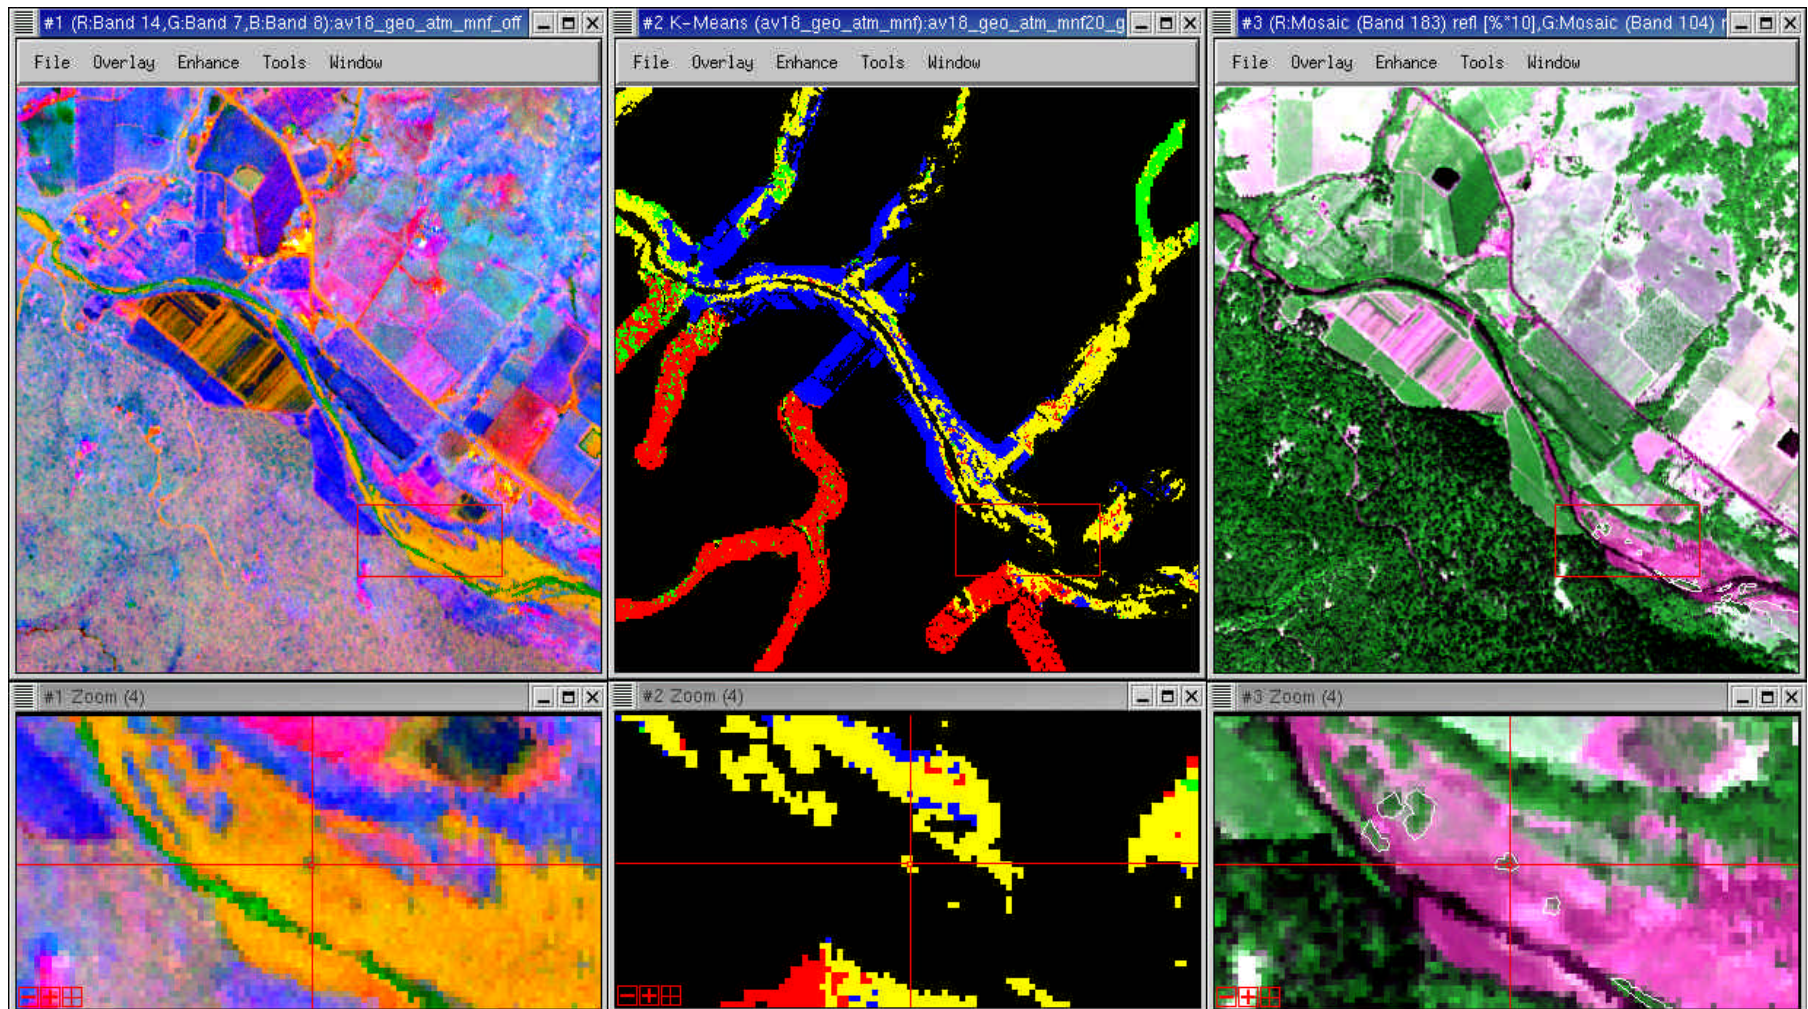 #1 (R:Band 14,G:Band 7,B:Band 8):av18_geo_atm_mnf_off
File Overlay Enhance Tools Window
#2 K-Means (av18_geo_atm_mnf):av18_geo_atm_mnf20_g
File Overlay Enhance Tools Window
#3 (R:Mosaic (Band 183) refl [%*10],G:Mosaic (Band 104) r
File Overlay Enhance Tools Window
#1 Zoom (4)
#2 Zoom (4)
#3 Zoom (4)